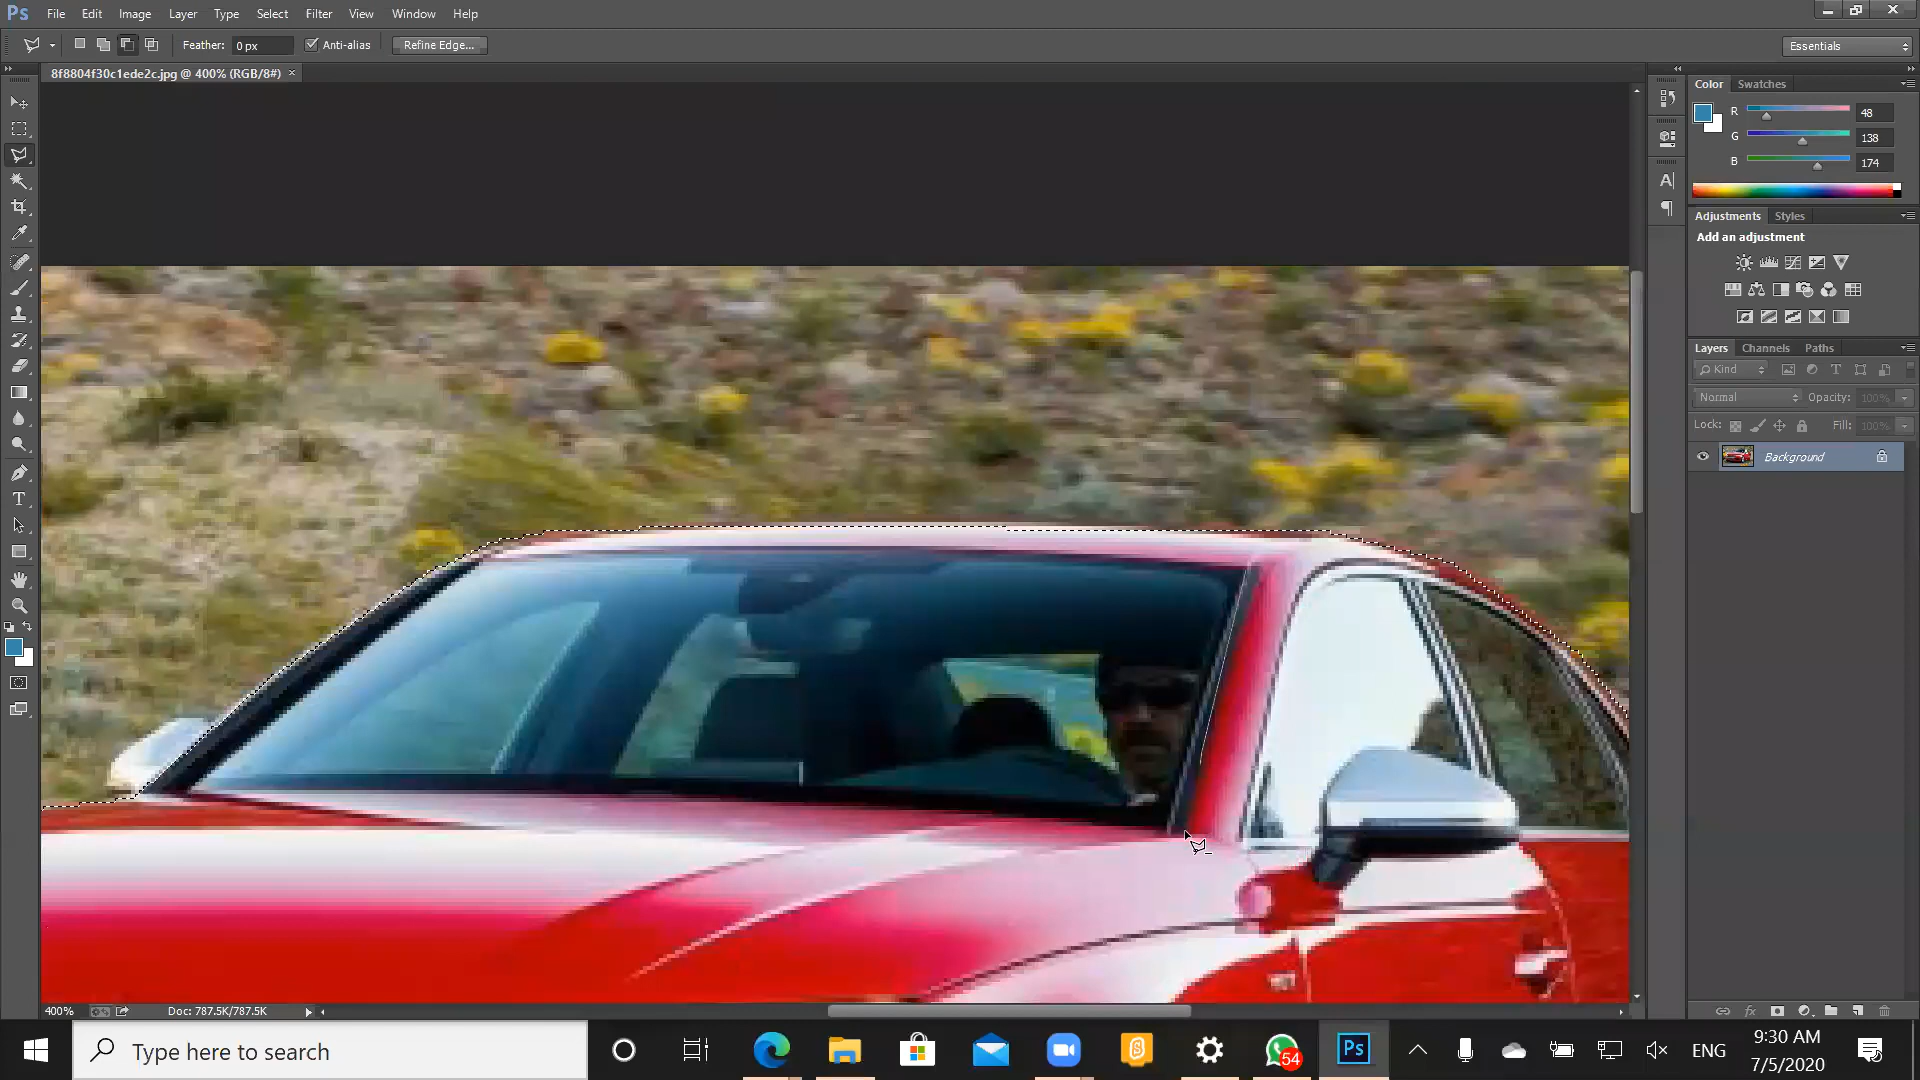 Ps File Edit Image Layer Type Select Filter View Window Help
Feather: 0 px Anti-alias Refine Edge... Essentials
8f8804f30c1ede2c.jpg @ 400% (RGB/8#) ×
Color Swatches
R 48
G 138
B 174
Adjustments Styles
Add an adjustment
Layers Channels Paths
Kind
Normal Opacity: 100%
Lock: Fill: 100%
Background
400% Doc: 787.5K/787.5K
Type here to search
54
Ps
ENG
9:30 AM
7/5/2020